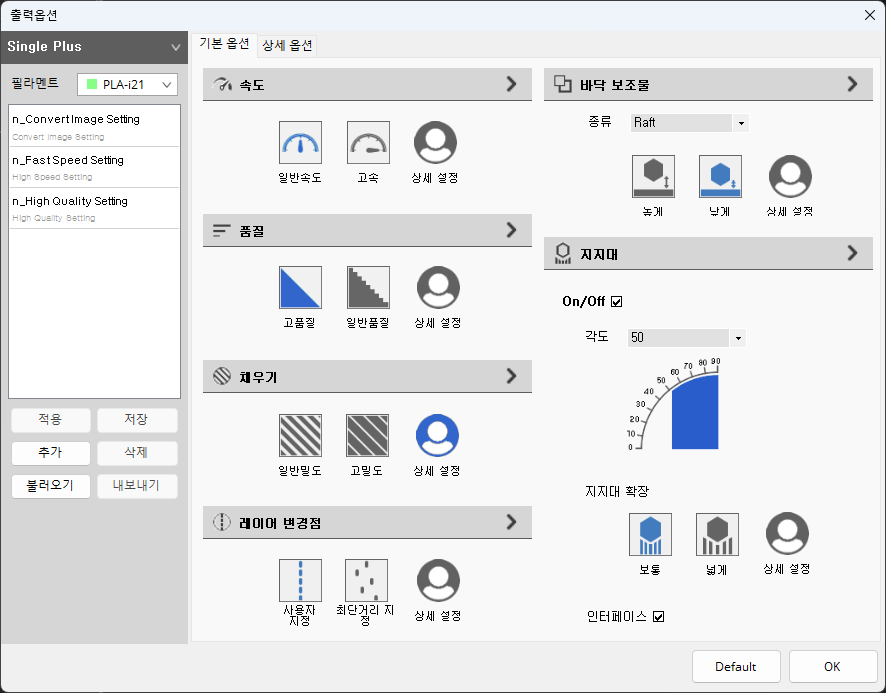 출력옵션
Single Plus
필라멘트
PLA-i21
n_Convert Image Setting
Convert Image Setting
n_Fast Speed Setting
High Speed Setting
n_High Quality Setting
High Quality Setting
적용
저장
추가
삭제
불러오기
내보내기
기본 옵션
상세 옵션
속도
일반속도
고속
상세 설정
품질
고품질
일반품질
상세 설정
채우기
일반밀도
고밀도
상세 설정
레이어 변경점
사용자
지정
최단거리 지
정
상세 설정
바닥 보조물
종류
Raft
높게
낮게
상세 설정
지지대
On/Off
각도
50
0
10
20
30
40
50
60
70
80
90
지지대 확장
보통
넓게
상세 설정
인터페이스
Default
OK